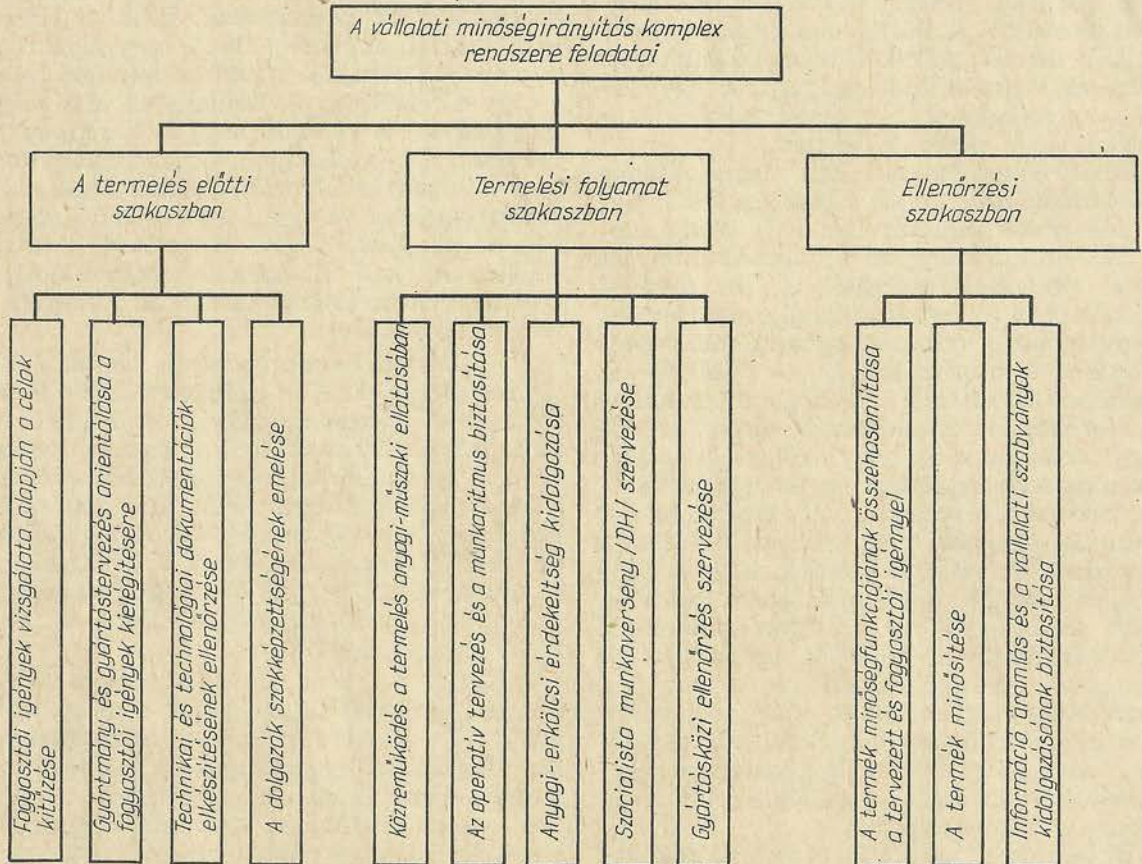 A vállalati minőségirányítás komplex
rendszere feladatai
A termelés előtti
szakaszban
Termelési folyamat
szakaszban
Ellenőrzési
szakaszban
Fogyasztói igények vizsgálata alapján a célok
kitűzése
Gyártmány és gyártástervezés orientálása a
fogyasztói igények kielégítésére
Technikai és technológiai dokumentációk
elkészítésének ellenőrzése
A dolgozók szakképzettségének emelése
Közreműködés a termelés anyagi-műszaki ellátásában
Az operatív tervezés és a munkaritmus biztosítása
Anyagi-erkölcsi érdekeltség kidolgozása
Szocialista munkaverseny /DH/ szervezése
Gyártásközi ellenőrzés szervezése
A termék minőségfunkciójának összehasonlítása
a tervezett és fogyasztói igénnyel
A termék minősítése
Információ áramlás és a vállalati szabványok
kidolgozásának biztosítása